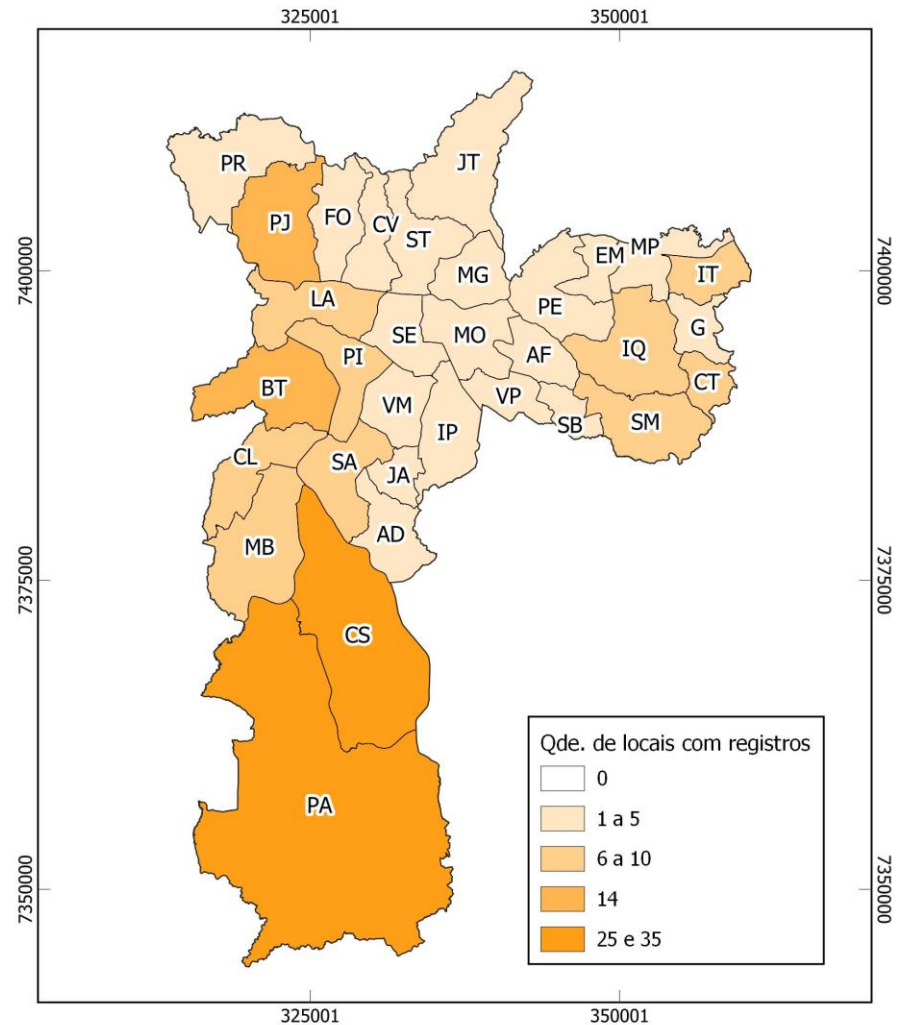 325001 350001
PR
JT
PJ
FO
CV
ST
EM
MP
7400000
7400000
MG
IT
LA
PE
SE
MO
G
PI
AF
IQ
BT
CT
VM
VP
SB
SM
IP
CL
SA
JA
AD
MB
7375000
7375000
CS
PA
Qde. de locais com registros
0
1 a 5
6 a 10
14
25 e 35
7350000
7350000
325001 350001